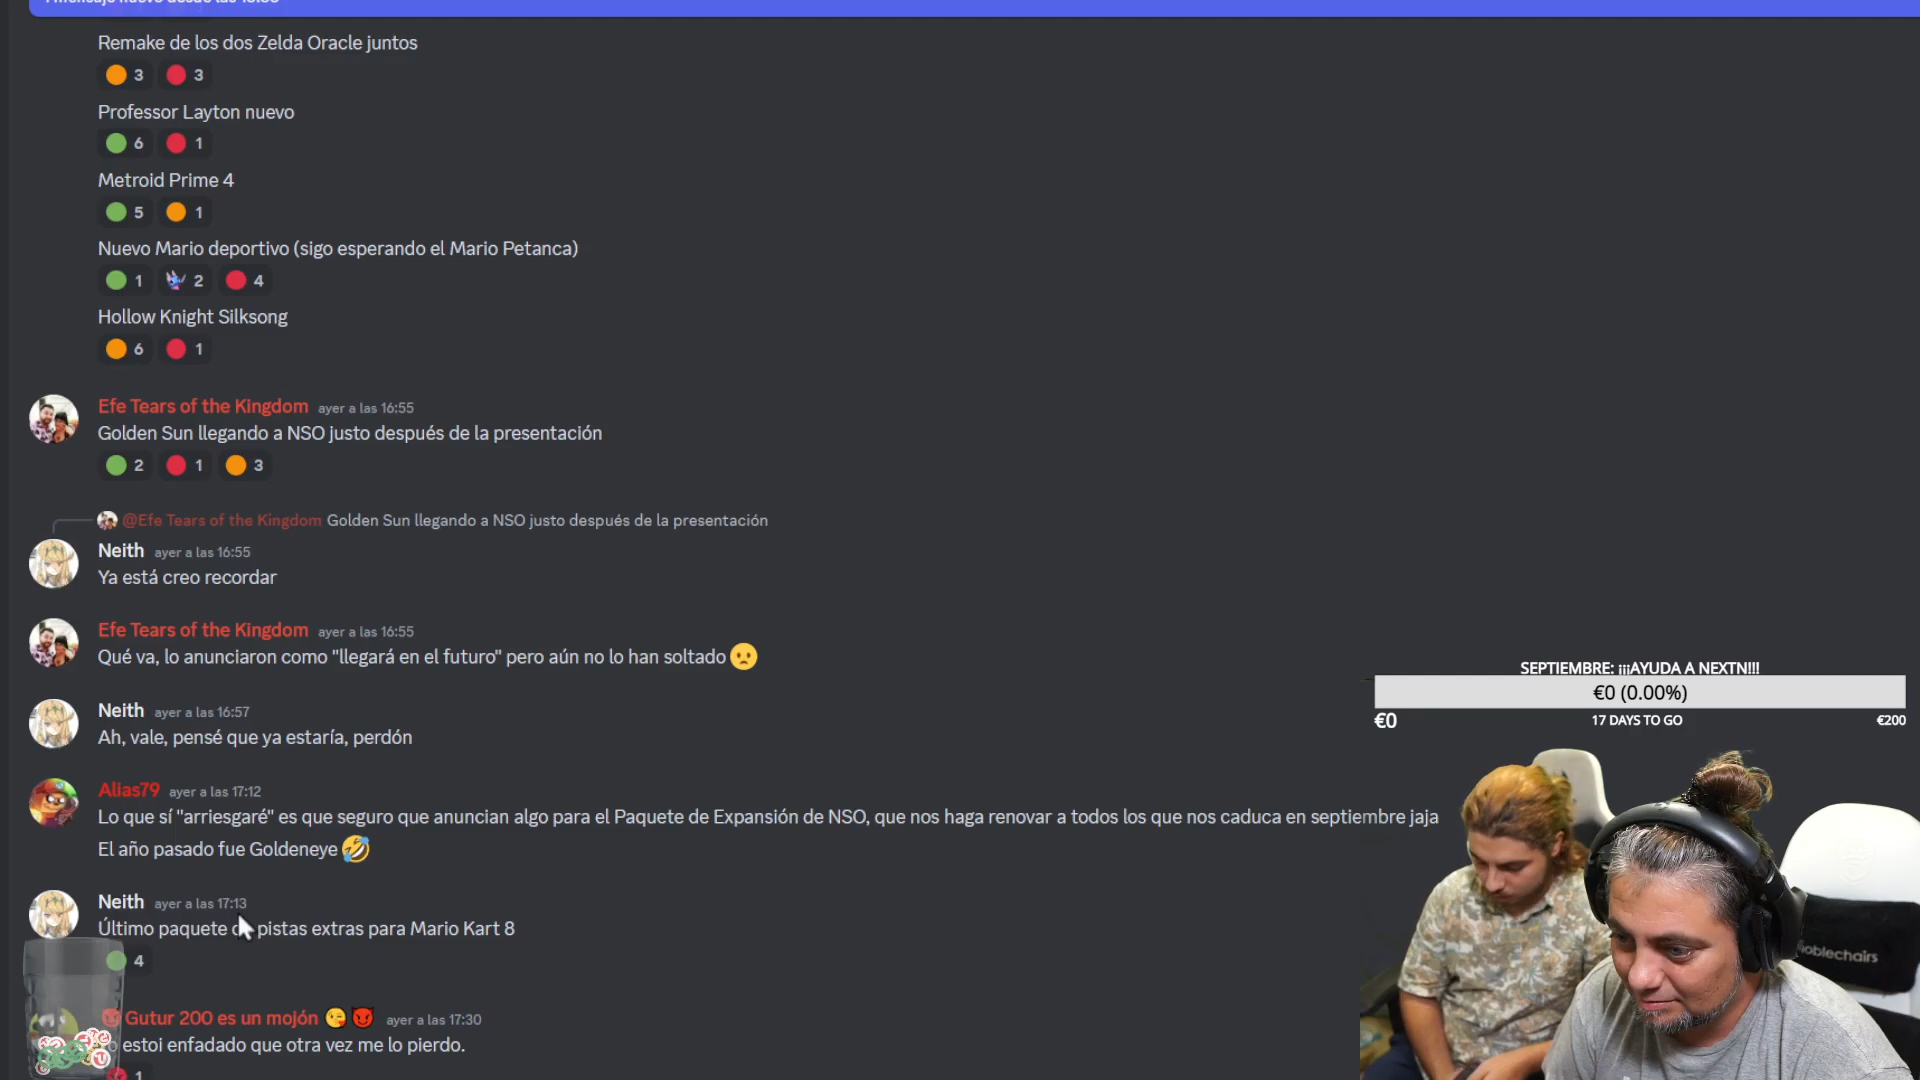 Remake de los dos Zelda Oracle juntos
3 3
Professor Layton nuevo
6 1
Metroid Prime 4
5 1
Nuevo Mario deportivo (sigo esperando el Mario Petanca)
1 2 4
Hollow Knight Silksong
6 1
Efe Tears of the Kingdom ayer a las 16:55
Golden Sun llegando a NSO justo después de la presentación
2 1 3
@Efe Tears of the Kingdom Golden Sun llegando a NSO justo después de la presentación
Neith ayer a las 16:55
Ya está creo recordar
Efe Tears of the Kingdom ayer a las 16:55
Qué va, lo anunciaron como "llegará en el futuro" pero aún no lo han soltado 😦
Neith ayer a las 16:57
Ah, vale, pensé que ya estaría, perdón
Alias79 ayer a las 17:12
Lo que sí "arriesgaré" es que seguro que anuncian algo para el Paquete de Expansión de NSO, que nos haga renovar a todos los que nos caduca en septiembre jaja
El año pasado fue Goldeneye 🤣
Neith ayer a las 17:13
Último paquete pistas extras para Mario Kart 8
4
Gutur 200 es un mojón 😘 😈 ayer a las 17:30
estoi enfadado que otra vez me lo pierdo.
1
SEPTIEMBRE: ¡¡¡AYUDA A NEXTN!!!
€0 (0.00%)
€0 17 DAYS TO GO €200
noblechairs